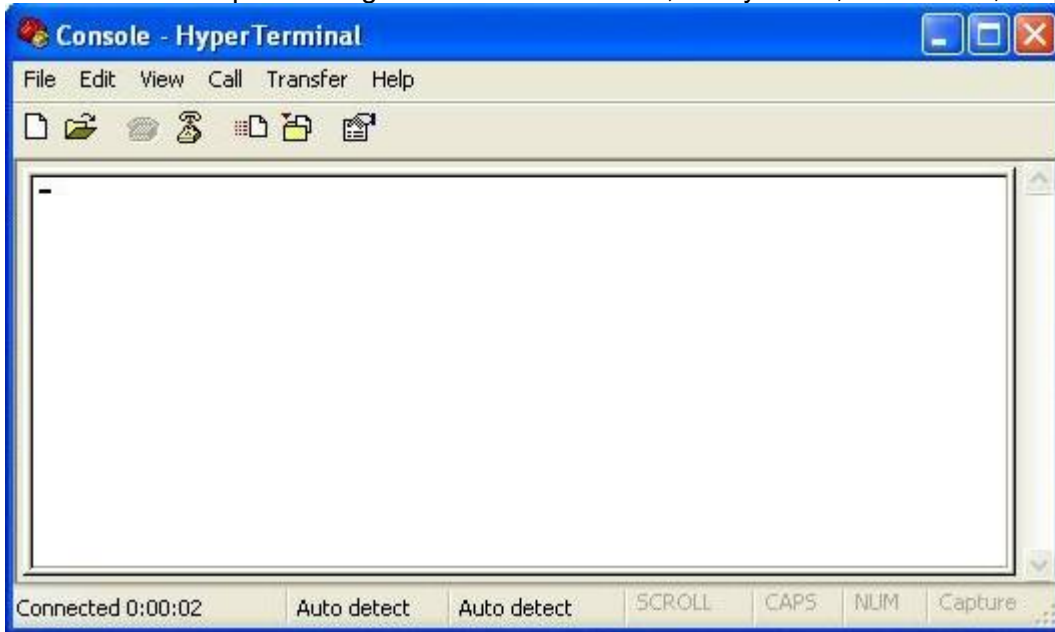 Console - HyperTerminal
File Edit View Call Transfer Help
Connected 0:00:02 Auto detect Auto detect SCROLL CAPS NUM Capture